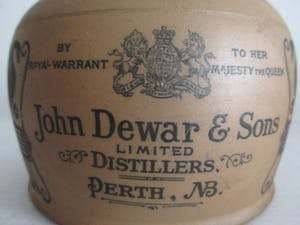 BY
TO HER
ROYAL WARRANT
MAJESTY THE QUEEN
John Dewar & Sons
LIMITED
DISTILLERS.
PERTH, N.B.